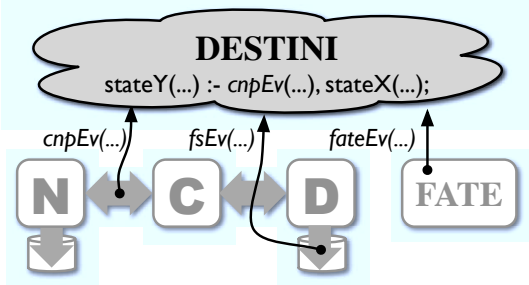 DESTINI
stateY(...) :- cnpEv(...), stateX(...);
cnpEv(...) fsEv(...) fateEv(...)
N C D FATE